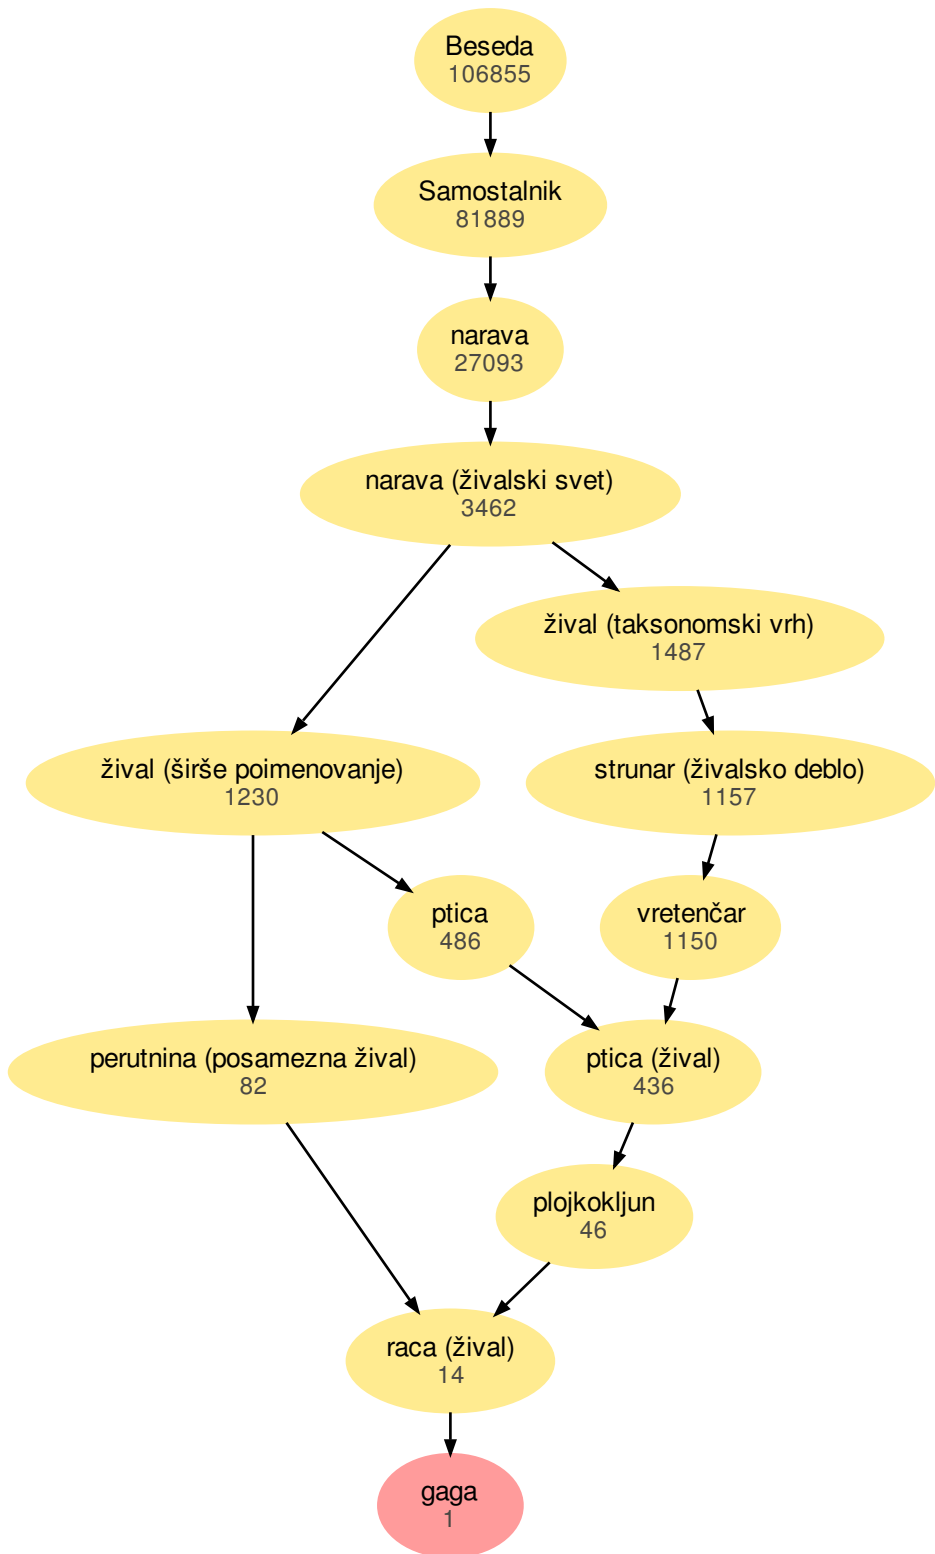 Beseda
106855
Samostalnik
81889
narava
27093
narava (živalski svet)
3462
žival (taksonomski vrh)
1487
žival (širše poimenovanje)
1230
strunar (živalsko deblo)
1157
ptica
486
vretenčar
1150
perutnina (posamezna žival)
82
ptica (žival)
436
plojkokljun
46
raca (žival)
14
gaga
1